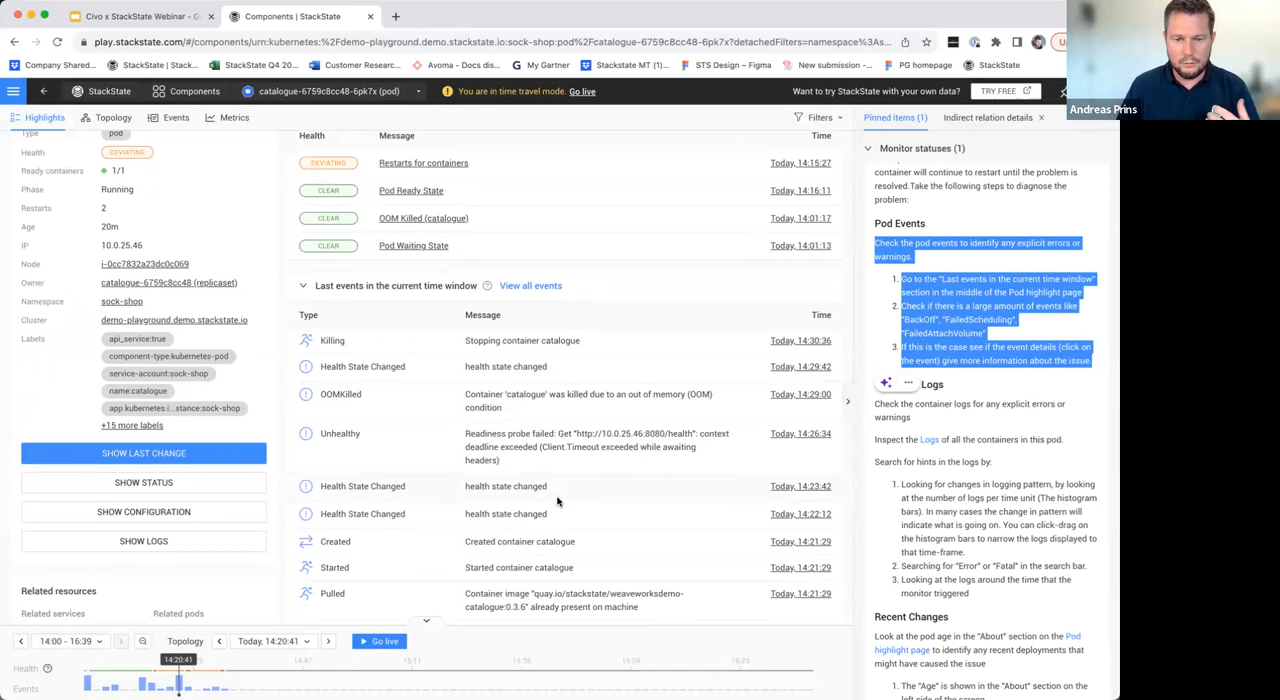 Civo x StackState Webinar - G
Components | StackState
play.stackstate.com/#/components/urn:kubernetes:%2Fdemo-playground.demo.stackstate.io:sock-shop:pod%2Fcatalogue-6759c8cc48-6pk7x?detachedFilters=namespace%3As...
Company Shared...
StackState | Stack...
StackState Q4 20...
Customer Researc...
Avoma - Docs dis...
My Gartner
Stackstate MT (1)...
STS Design – Figma
New submission -...
PG homepage
StackState
Andreas Prins
StackState
Components
catalogue-6759c8cc48-6pk7x (pod)
You are in time travel mode. Go live
Want to try StackState with your own data?
TRY FREE
Highlights
Topology
Events
Metrics
Filters
Type
pod
Health
DEVIATING
Ready containers
1/1
Phase
Running
Restarts
2
Age
20m
IP
10.0.25.46
Node
i-0cc7832a23dc0c069
Owner
catalogue-6759c8cc48 (replicaset)
Namespace
sock-shop
Cluster
demo-playground.demo.stackstate.io
Labels
api_service:true
component-type:kubernetes-pod
service-account:sock-shop
name:catalogue
app.kubernetes.i...stance:sock-shop
+15 more labels
SHOW LAST CHANGE
SHOW STATUS
SHOW CONFIGURATION
SHOW LOGS
Related resources
Related services
Related pods
Health
Message
Time
DEVIATING
Restarts for containers
Today, 14:15:27
CLEAR
Pod Ready State
Today, 14:16:11
CLEAR
OOM Killed (catalogue)
Today, 14:01:17
CLEAR
Pod Waiting State
Today, 14:01:13
Last events in the current time window
View all events
Type
Message
Time
Killing
Stopping container catalogue
Today, 14:30:36
Health State Changed
health state changed
Today, 14:29:42
OOMKilled
Container 'catalogue' was killed due to an out of memory (OOM)
condition
Today, 14:29:00
Unhealthy
Readiness probe failed: Get "http://10.0.25.46:8080/health": context
deadline exceeded (Client.Timeout exceeded while awaiting
headers)
Today, 14:26:34
Health State Changed
health state changed
Today, 14:23:42
Health State Changed
health state changed
Today, 14:22:12
Created
Created container catalogue
Today, 14:21:29
Started
Started container catalogue
Today, 14:21:29
Pulled
Container image "quay.io/stackstate/weaveworksdemo-
catalogue:0.3.6" already present on machine
Today, 14:21:29
Pinned items (1)
Indirect relation details
Monitor statuses (1)
container will continue to restart until the problem is
resolved.Take the following steps to diagnose the
problem:
Pod Events
Check the pod events to identify any explicit errors or
warnings.
1. Go to the "Last events in the current time window"
section in the middle of the Pod highlight page
2. Check if there is a large amount of events like
"BackOff", "FailedScheduling",
"FailedAttachVolume"
3. If this is the case see if the event details (click on
the event) give more information about the issue.
Logs
Check the container logs for any explicit errors or
warnings
Inspect the Logs of all the containers in this pod.
Search for hints in the logs by:
1. Looking for changes in logging pattern, by looking
at the number of logs per time unit (The histogram
bars). In many cases the change in pattern will
indicate what is going on. You can click-drag on
the histogram bars to narrow the logs displayed to
that time-frame.
2. Searching for "Error" or "Fatal" in the search bar.
3. Looking at the logs around the time that the
monitor triggered
Recent Changes
Look at the pod age in the "About" section on the Pod
highlight page to identify any recent deployments that
might have caused the issue
1. The "Age" is shown in the "About" section on the
14:00 - 16:39
Topology
Today, 14:20:41
Go live
14:20:41
14:47
15:11
15:35
15:59
Health
Events